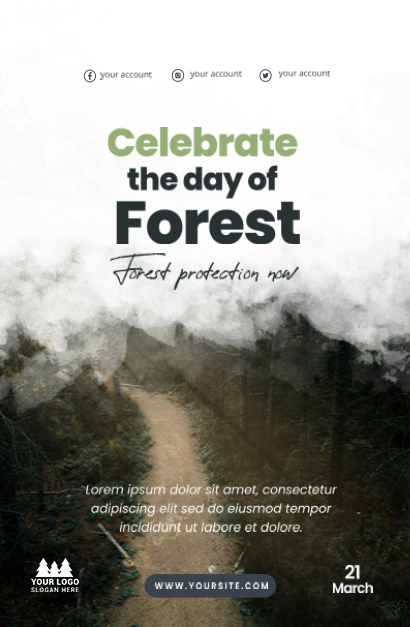 your account your account your account
Celebrate
the day of
Forest
Forest protection now
Lorem ipsum dolor sit amet, consectetur
adipiscing elit sed do eiusmod tempor
incididunt ut labore et dolore.
YOUR LOGO
SLOGAN HERE
WWW.YOURSITE.COM
21
March